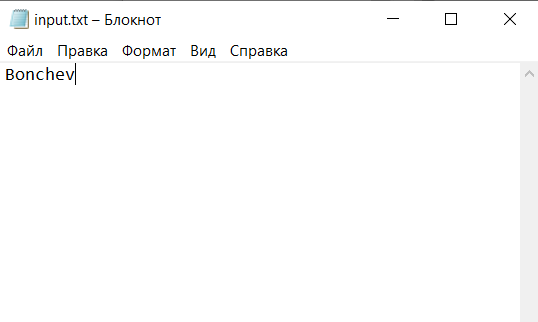 input.txt – Блокнот
Файл Правка Формат Вид Справка
Bonchev